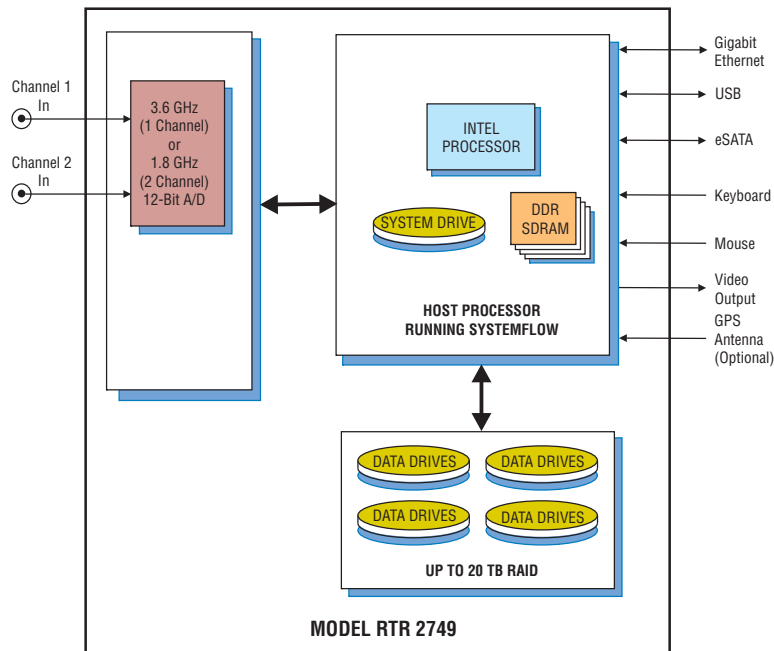 Channel 1
In
Channel 2
In
3.6 GHz
(1 Channel)
or
1.8 GHz
(2 Channel)
12-Bit A/D
INTEL
PROCESSOR
SYSTEM DRIVE
DDR
SDRAM
HOST PROCESSOR
RUNNING SYSTEMFLOW
Gigabit
Ethernet
USB
eSATA
Keyboard
Mouse
Video
Output
GPS
Antenna
(Optional)
DATA DRIVES
DATA DRIVES
DATA DRIVES
DATA DRIVES
UP TO 20 TB RAID
MODEL RTR 2749